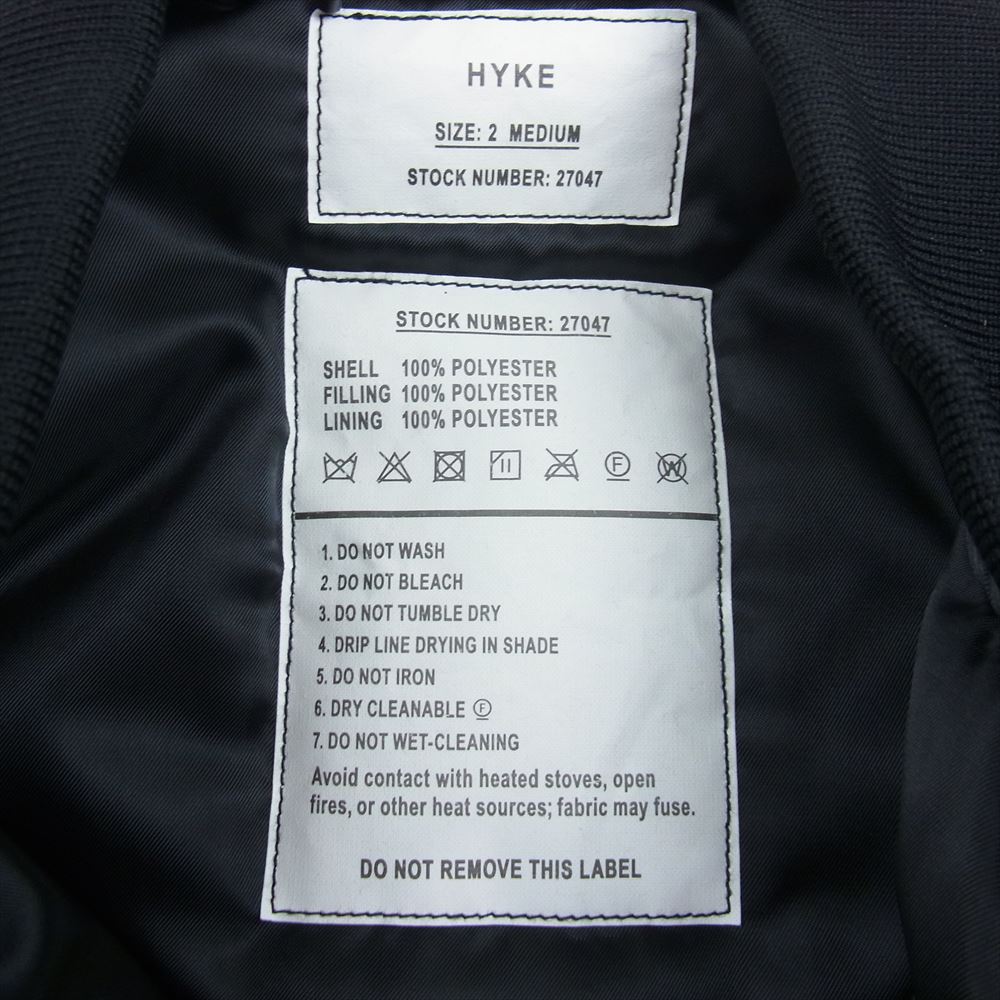 HYKE
SIZE: 2 MEDIUM
STOCK NUMBER: 27047
STOCK NUMBER: 27047
SHELL 100% POLYESTER
FILLING 100% POLYESTER
LINING 100% POLYESTER
F W
1. DO NOT WASH
2. DO NOT BLEACH
3. DO NOT TUMBLE DRY
4. DRIP LINE DRYING IN SHADE
5. DO NOT IRON
6. DRY CLEANABLE Ⓕ
7. DO NOT WET-CLEANING
Avoid contact with heated stoves, open
fires, or other heat sources; fabric may fuse.
DO NOT REMOVE THIS LABEL